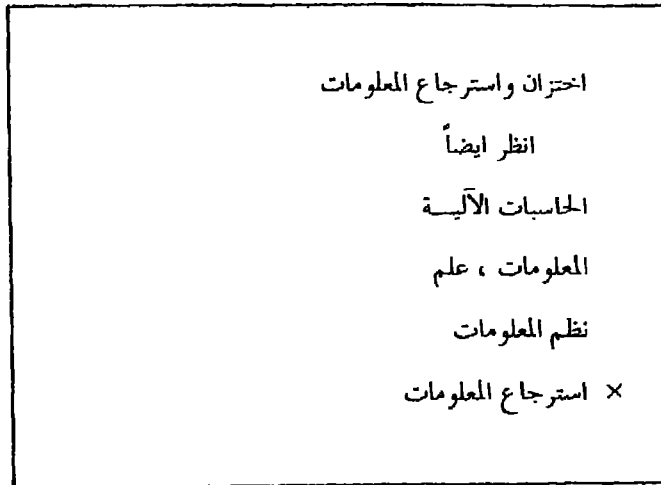 اختزان واسترجاع المعلومات
انظر ايضاً
الحاسبات الآليـــة
المعلومات ، علم
نظم المعلومات
× استرجاع المعلومات